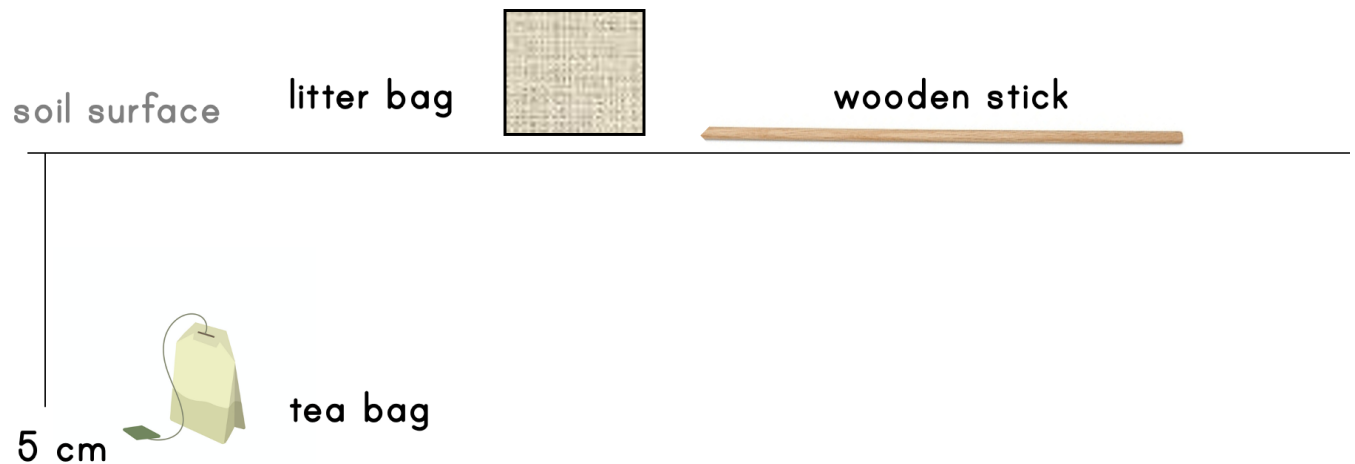 soil surface
litter bag
wooden stick
tea bag
5 cm